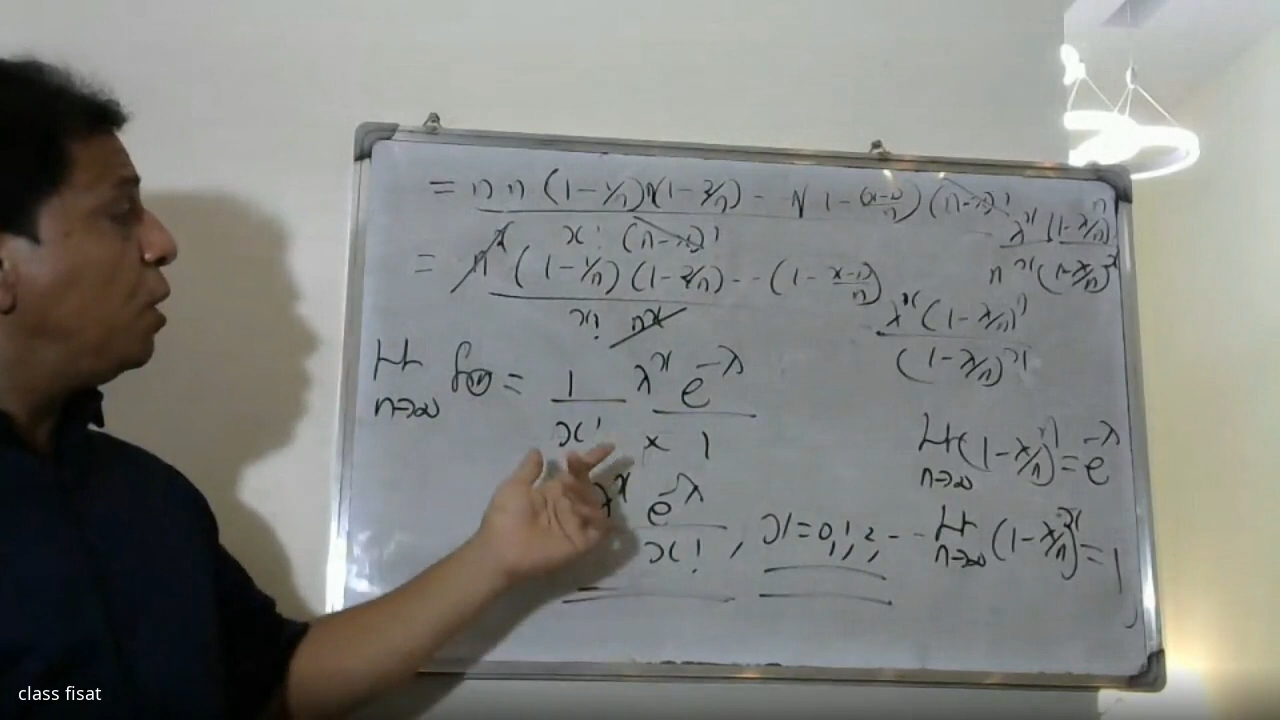 = n n (1-1/n) (1-2/n) - (1-(x-1)/n) (n-x)! λ^x (1-λ/n)^n
x! (n-x)! n^x (1-λ/n)^x
= n^x (1-1/n) (1-2/n) -- (1-(x-1)/n) λ^x (1-λ/n)^n
x! n^x (1-λ/n)^x
Lt n→∞ f(x) = 1 λ^x e^-λ
x! × 1
Lt n→∞ (1-λ/n)^n = e^-λ
λ^x e^-λ
x! , x = 0, 1, 2, -- Lt n→∞ (1-λ/n)^x = 1
class fisat